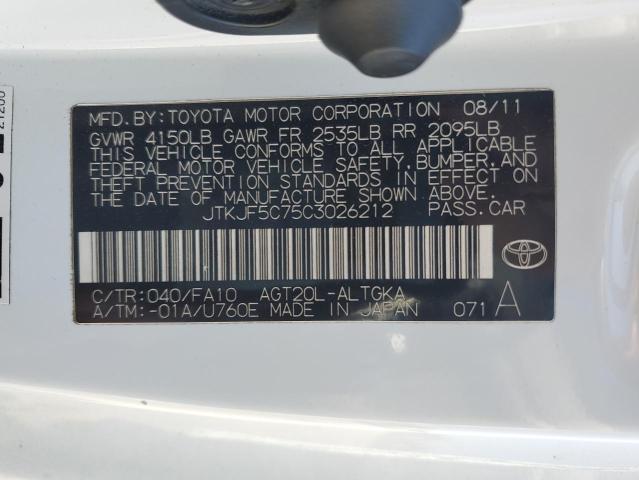 MFD.BY:TOYOTA MOTOR CORPORATION 08/11
GVWR 4150LB GAWR FR 2535LB RR 2095LB
THIS VEHICLE CONFORMS TO ALL APPLICABLE
FEDERAL MOTOR VEHICLE SAFETY, BUMPER, AND
THEFT PREVENTION STANDARDS IN EFFECT ON
THE DATE OF MANUFACTURE SHOWN ABOVE.
JTKJF5C75C3026212 PASS.CAR
C/TR:040/FA10 AGT20L-ALTGKA
A/TM:-01A/U760E MADE IN JAPAN 071 A